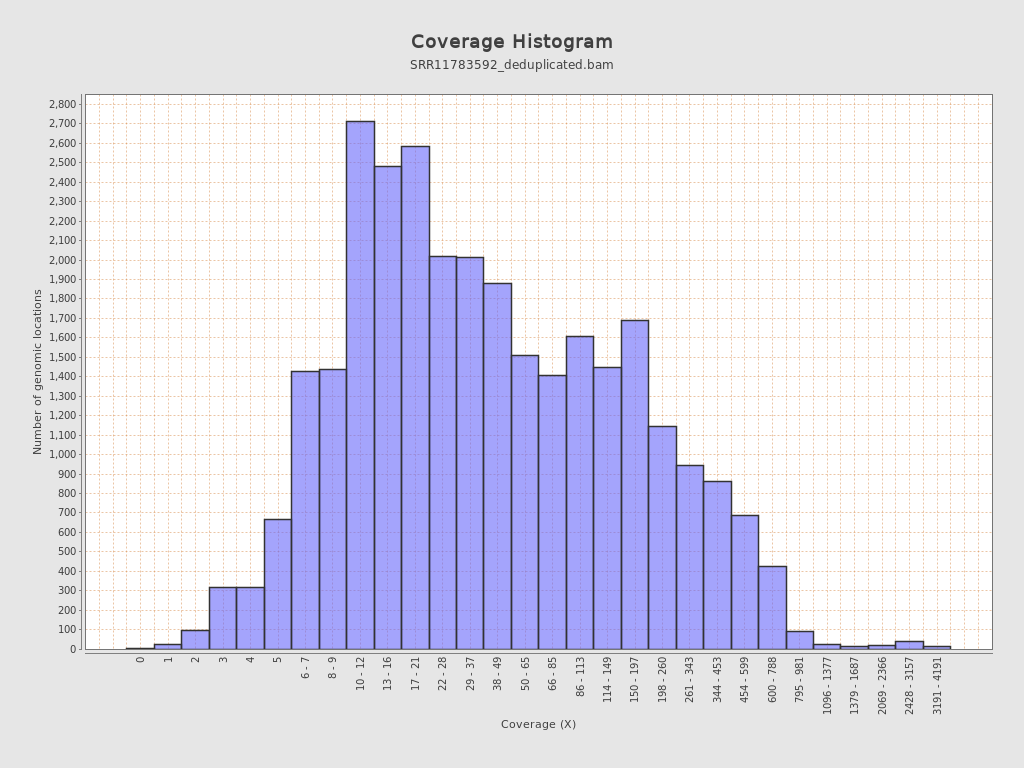 Coverage Histogram
SRR11783592_deduplicated.bam
Number of genomic locations
2,800
2,700
2,600
2,500
2,400
2,300
2,200
2,100
2,000
1,900
1,800
1,700
1,600
1,500
1,400
1,300
1,200
1,100
1,000
900
800
700
600
500
400
300
200
100
0
0
1
2
3
4
5
6 - 7
8 - 9
10 - 12
13 - 16
17 - 21
22 - 28
29 - 37
38 - 49
50 - 65
66 - 85
86 - 113
114 - 149
150 - 197
198 - 260
261 - 343
344 - 453
454 - 599
600 - 788
795 - 981
1096 - 1377
1379 - 1687
2069 - 2366
2428 - 3157
3191 - 4191
Coverage (X)